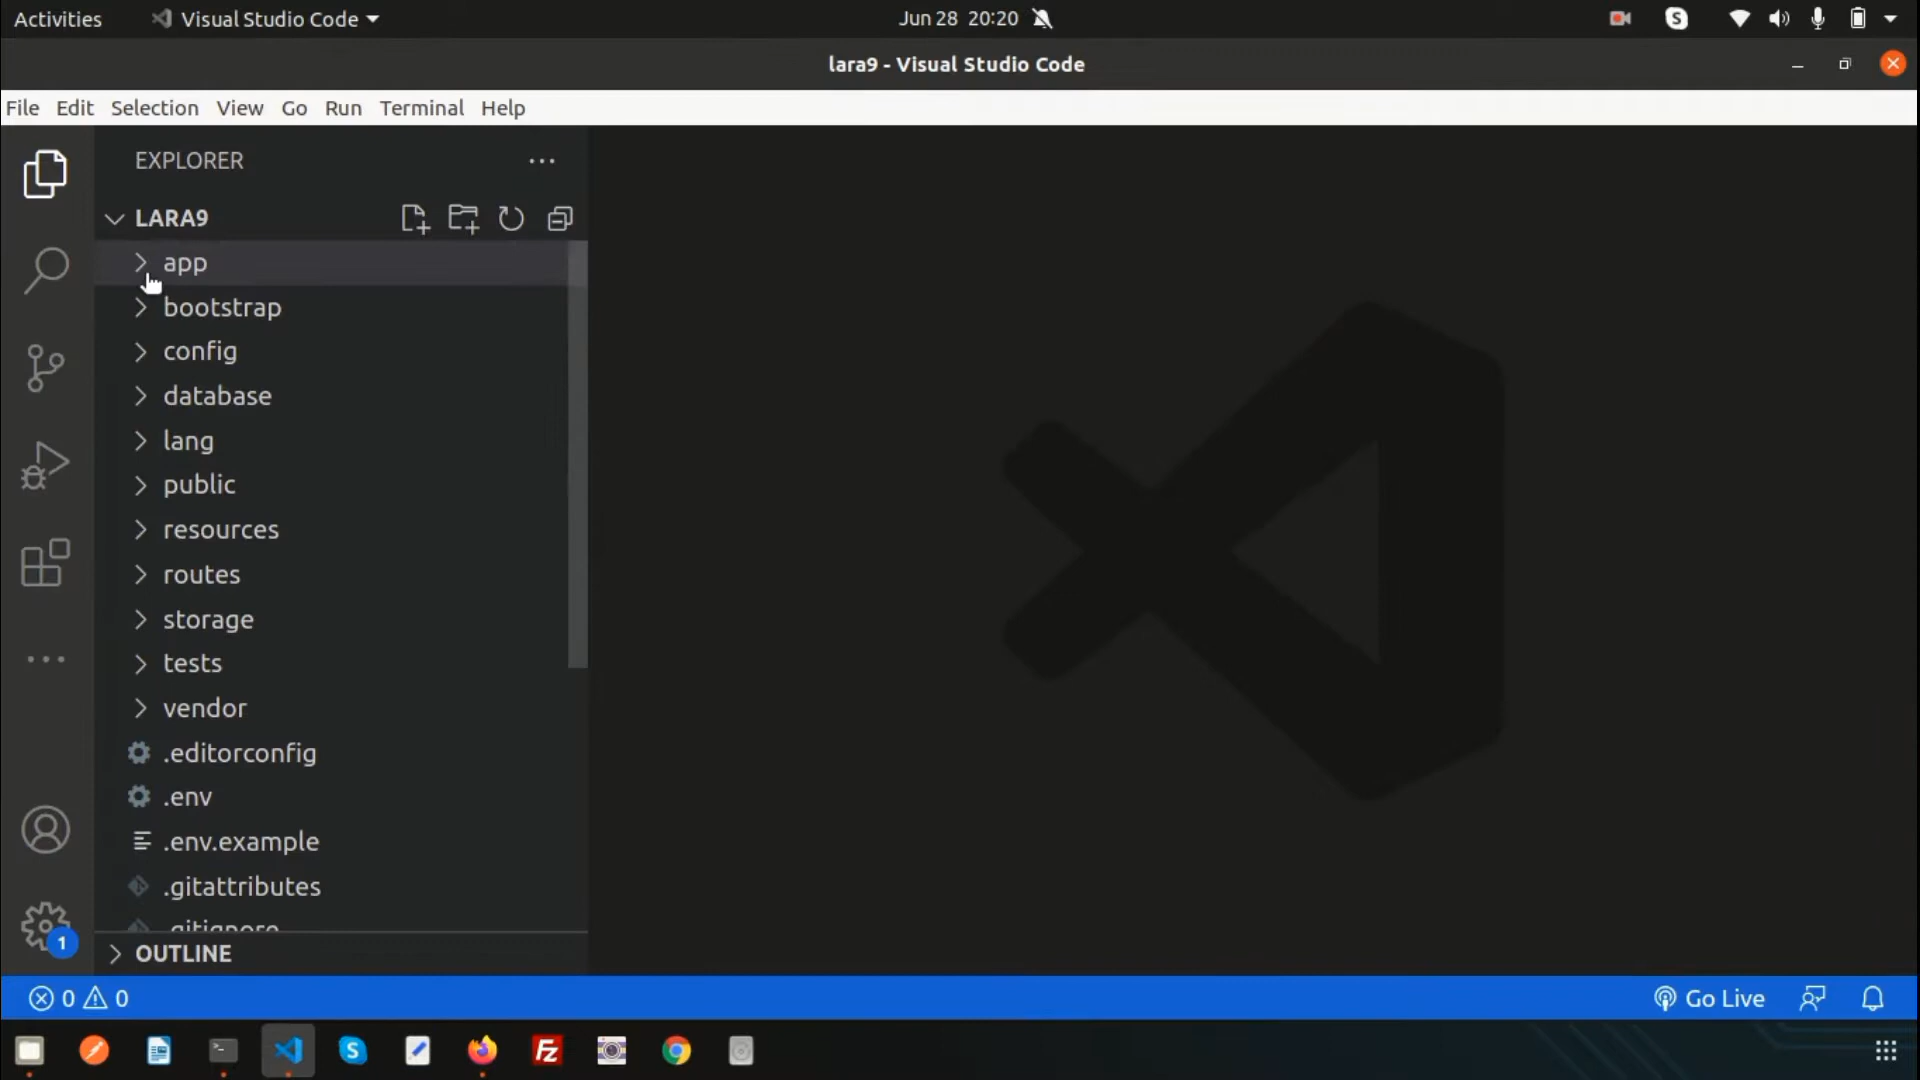 Activities
Visual Studio Code
Jun 28 20:20
lara9 - Visual Studio Code
File Edit Selection View Go Run Terminal Help
EXPLORER
LARA9
app
bootstrap
config
database
lang
public
resources
routes
storage
tests
vendor
.editorconfig
.env
.env.example
.gitattributes
.gitignore
OUTLINE
1
0 0
Go Live